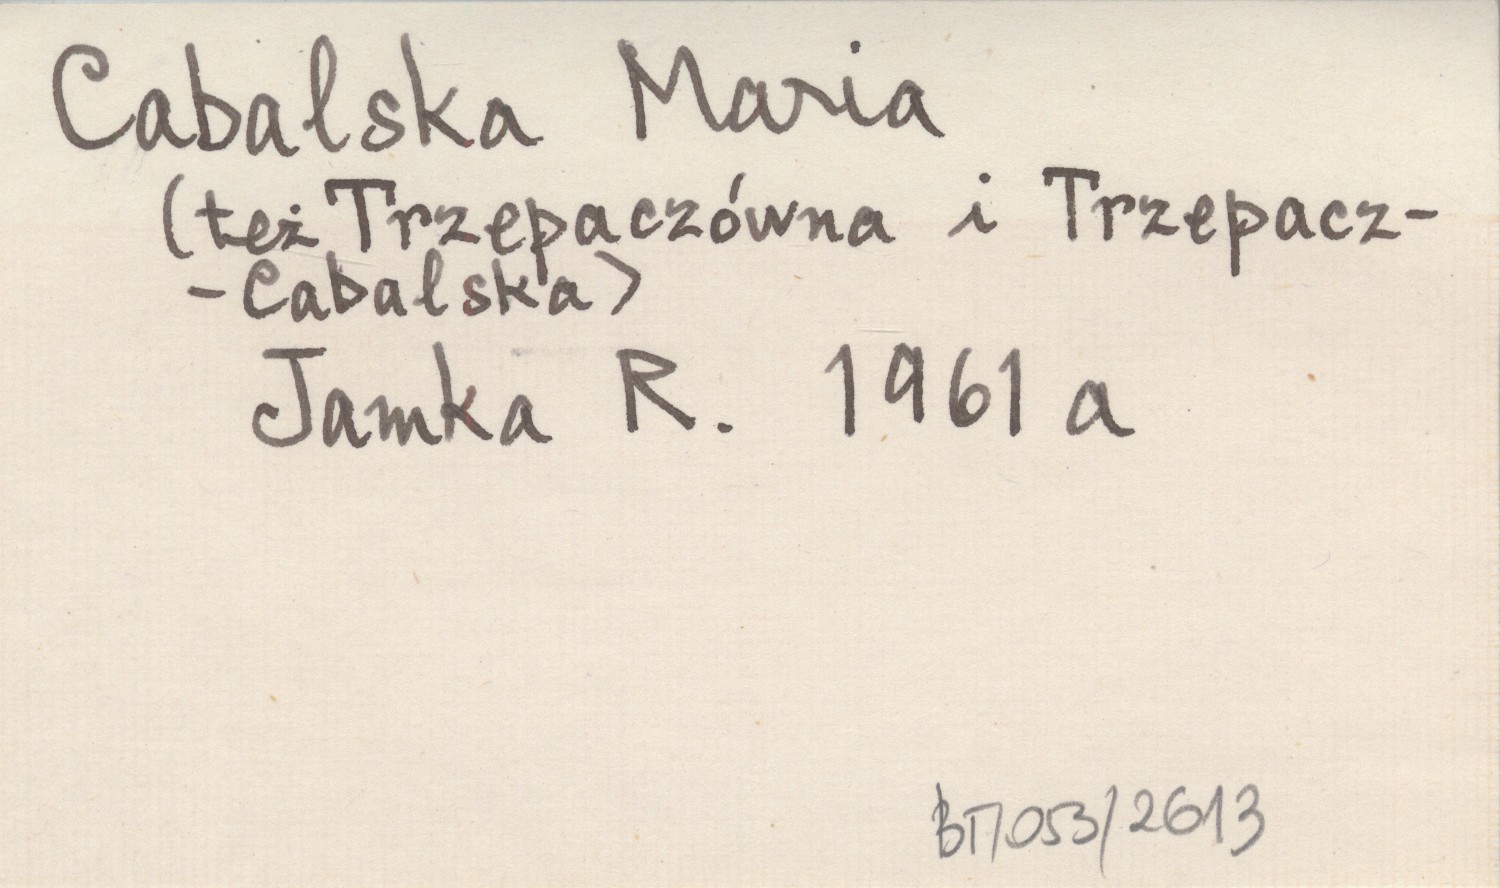 Cabalska Maria
(też Trzepaczówna i Trzepacz-
-Cabalska)
Jamka R. 1961 a
BT/053/2613